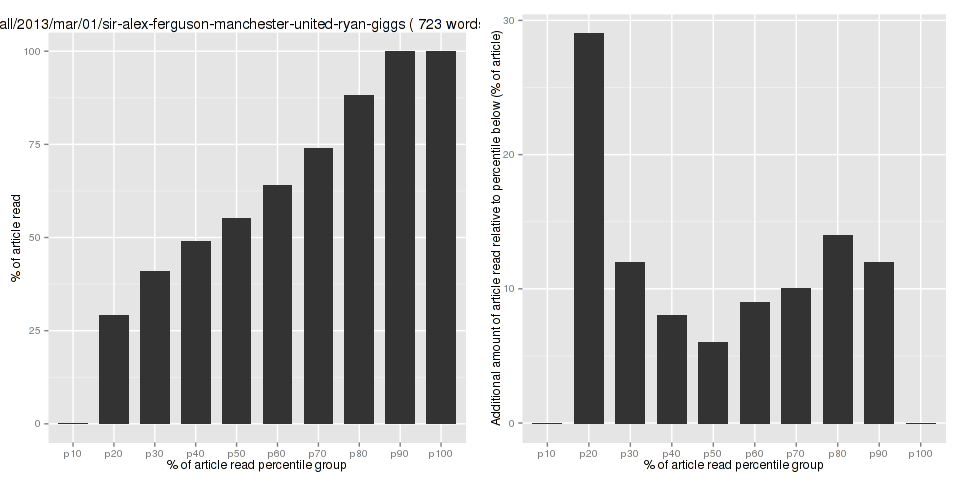 all/2013/mar/01/sir-alex-ferguson-manchester-united-ryan-giggs ( 723 words
% of article read
100
75
50
25
0
p10 p20 p30 p40 p50 p60 p70 p80 p90 p100
% of article read percentile group
Additional amount of article read relative to percentile below (% of article)
30
20
10
0
p10 p20 p30 p40 p50 p60 p70 p80 p90 p100
% of article read percentile group